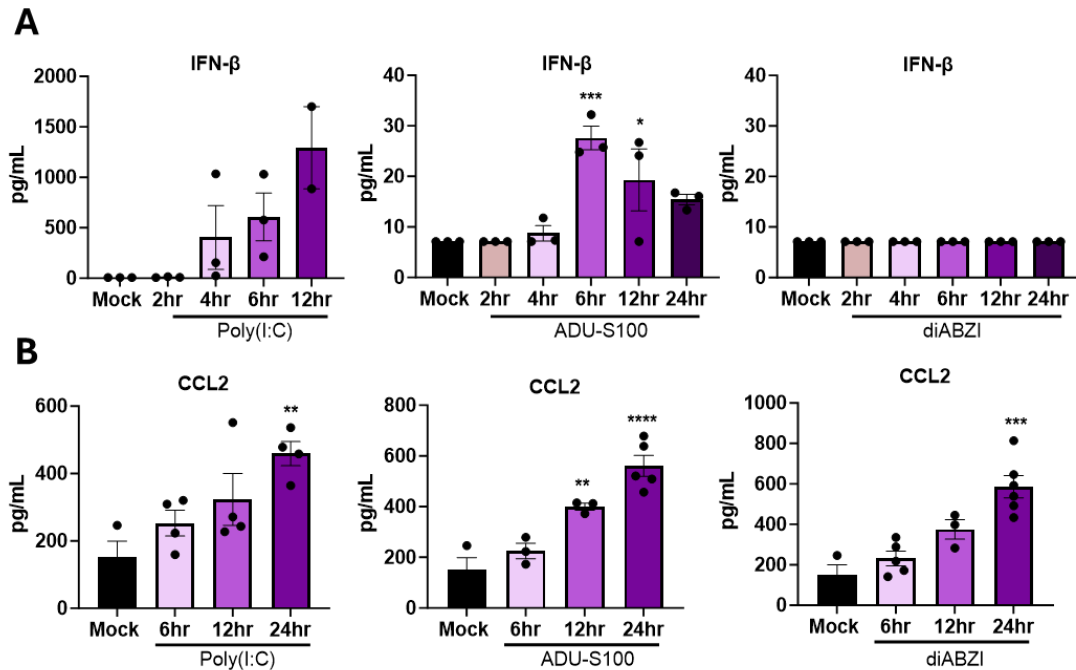 A
IFN-β
2000
1500
1000
500
0
pg/mL
Mock 2hr 4hr 6hr 12hr
Poly(I:C)
IFN-β
40
30
20
10
0
pg/mL
***
*
Mock 2hr 4hr 6hr 12hr 24hr
ADU-S100
IFN-β
40
30
20
10
0
pg/mL
Mock 2hr 4hr 6hr 12hr 24hr
diABZI
B
CCL2
600
400
200
0
pg/mL
**
Mock 6hr 12hr 24hr
Poly(I:C)
CCL2
800
600
400
200
0
pg/mL
**
****
Mock 6hr 12hr 24hr
ADU-S100
CCL2
1000
800
600
400
200
0
pg/mL
***
Mock 6hr 12hr 24hr
diABZI